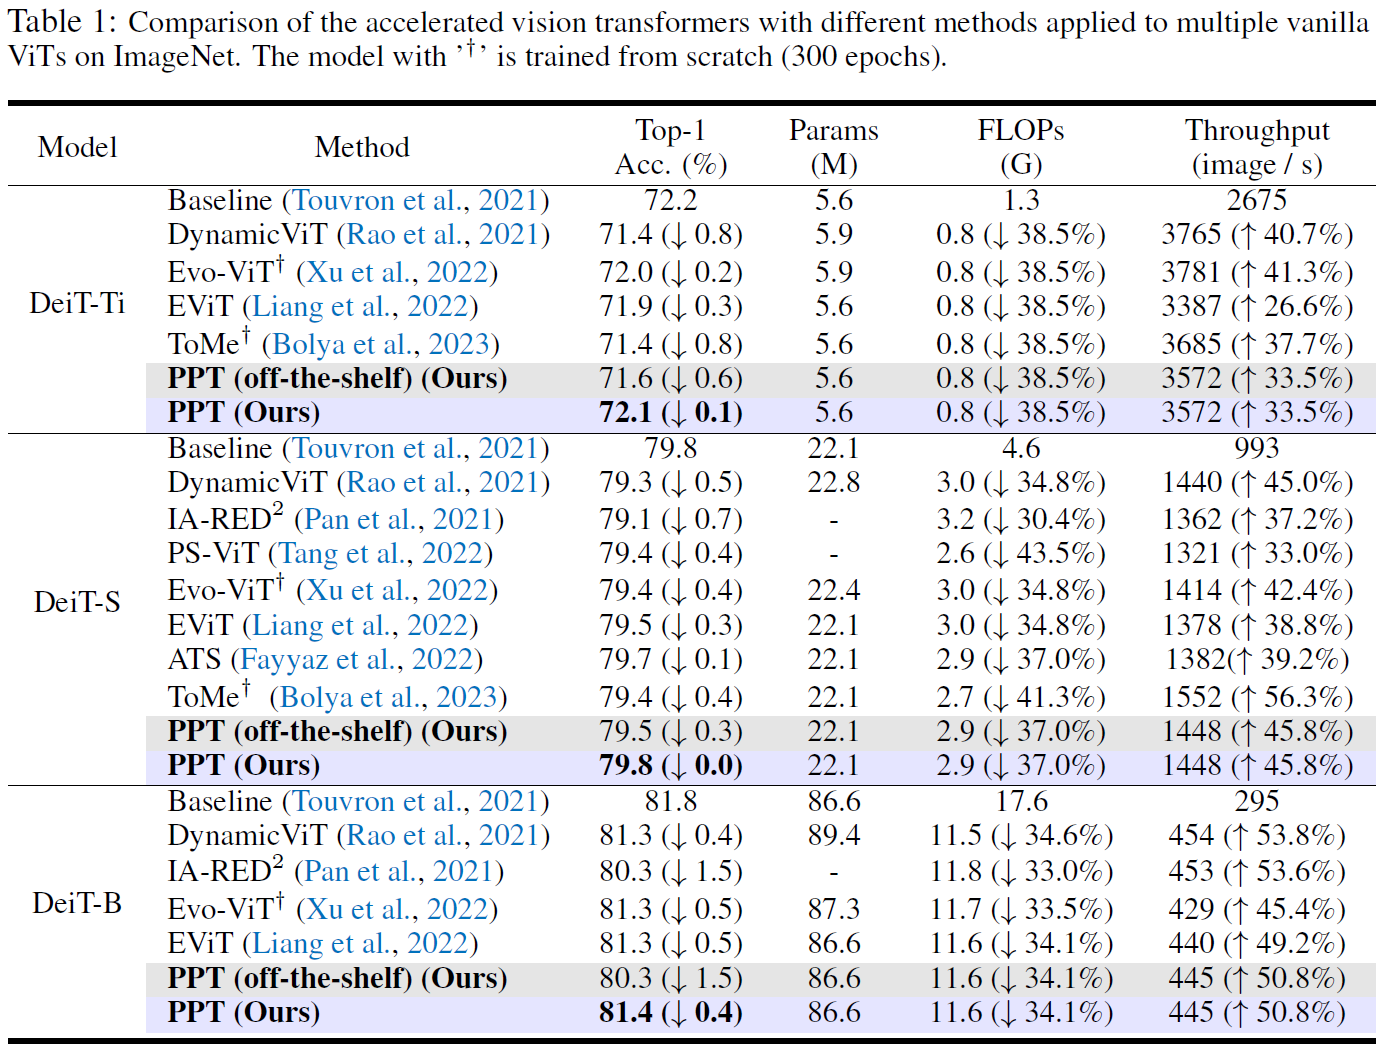 Table 1: Comparison of the accelerated vision transformers with different methods applied to multiple vanilla
ViTs on ImageNet. The model with ’†’ is trained from scratch (300 epochs).
Model Method Top-1 Acc. (%) Params (M) FLOPs (G) Throughput (image / s)
DeiT-Ti
Baseline (Touvron et al., 2021) 72.2 5.6 1.3 2675
DynamicViT (Rao et al., 2021) 71.4 (↓ 0.8) 5.9 0.8 (↓ 38.5%) 3765 (↑ 40.7%)
Evo-ViT† (Xu et al., 2022) 72.0 (↓ 0.2) 5.9 0.8 (↓ 38.5%) 3781 (↑ 41.3%)
EViT (Liang et al., 2022) 71.9 (↓ 0.3) 5.6 0.8 (↓ 38.5%) 3387 (↑ 26.6%)
ToMe† (Bolya et al., 2023) 71.4 (↓ 0.8) 5.6 0.8 (↓ 38.5%) 3685 (↑ 37.7%)
PPT (off-the-shelf) (Ours) 71.6 (↓ 0.6) 5.6 0.8 (↓ 38.5%) 3572 (↑ 33.5%)
PPT (Ours) 72.1 (↓ 0.1) 5.6 0.8 (↓ 38.5%) 3572 (↑ 33.5%)
DeiT-S
Baseline (Touvron et al., 2021) 79.8 22.1 4.6 993
DynamicViT (Rao et al., 2021) 79.3 (↓ 0.5) 22.8 3.0 (↓ 34.8%) 1440 (↑ 45.0%)
IA-RED² (Pan et al., 2021) 79.1 (↓ 0.7) - 3.2 (↓ 30.4%) 1362 (↑ 37.2%)
PS-ViT (Tang et al., 2022) 79.4 (↓ 0.4) - 2.6 (↓ 43.5%) 1321 (↑ 33.0%)
Evo-ViT† (Xu et al., 2022) 79.4 (↓ 0.4) 22.4 3.0 (↓ 34.8%) 1414 (↑ 42.4%)
EViT (Liang et al., 2022) 79.5 (↓ 0.3) 22.1 3.0 (↓ 34.8%) 1378 (↑ 38.8%)
ATS (Fayyaz et al., 2022) 79.7 (↓ 0.1) 22.1 2.9 (↓ 37.0%) 1382(↑ 39.2%)
ToMe† (Bolya et al., 2023) 79.4 (↓ 0.4) 22.1 2.7 (↓ 41.3%) 1552 (↑ 56.3%)
PPT (off-the-shelf) (Ours) 79.5 (↓ 0.3) 22.1 2.9 (↓ 37.0%) 1448 (↑ 45.8%)
PPT (Ours) 79.8 (↓ 0.0) 22.1 2.9 (↓ 37.0%) 1448 (↑ 45.8%)
DeiT-B
Baseline (Touvron et al., 2021) 81.8 86.6 17.6 295
DynamicViT (Rao et al., 2021) 81.3 (↓ 0.4) 89.4 11.5 (↓ 34.6%) 454 (↑ 53.8%)
IA-RED² (Pan et al., 2021) 80.3 (↓ 1.5) - 11.8 (↓ 33.0%) 453 (↑ 53.6%)
Evo-ViT† (Xu et al., 2022) 81.3 (↓ 0.5) 87.3 11.7 (↓ 33.5%) 429 (↑ 45.4%)
EViT (Liang et al., 2022) 81.3 (↓ 0.5) 86.6 11.6 (↓ 34.1%) 440 (↑ 49.2%)
PPT (off-the-shelf) (Ours) 80.3 (↓ 1.5) 86.6 11.6 (↓ 34.1%) 445 (↑ 50.8%)
PPT (Ours) 81.4 (↓ 0.4) 86.6 11.6 (↓ 34.1%) 445 (↑ 50.8%)